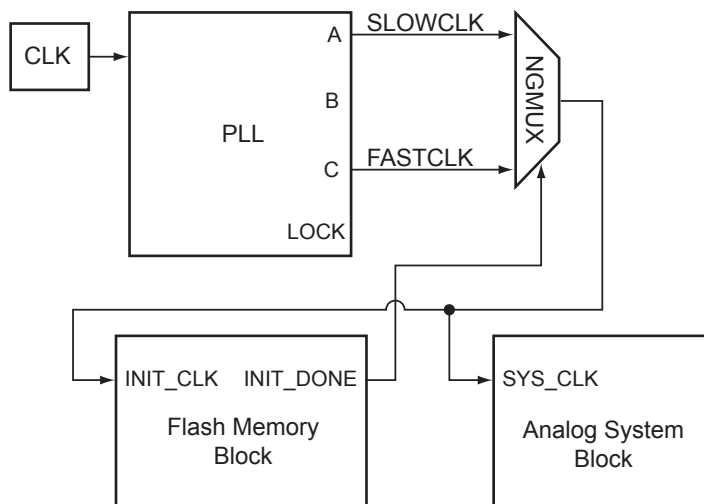 A
SLOWCLK
CLK
B
PLL
NGMUX
C
FASTCLK
LOCK
INIT_CLK
INIT_DONE
SYS_CLK
Flash Memory
Block
Analog System
Block